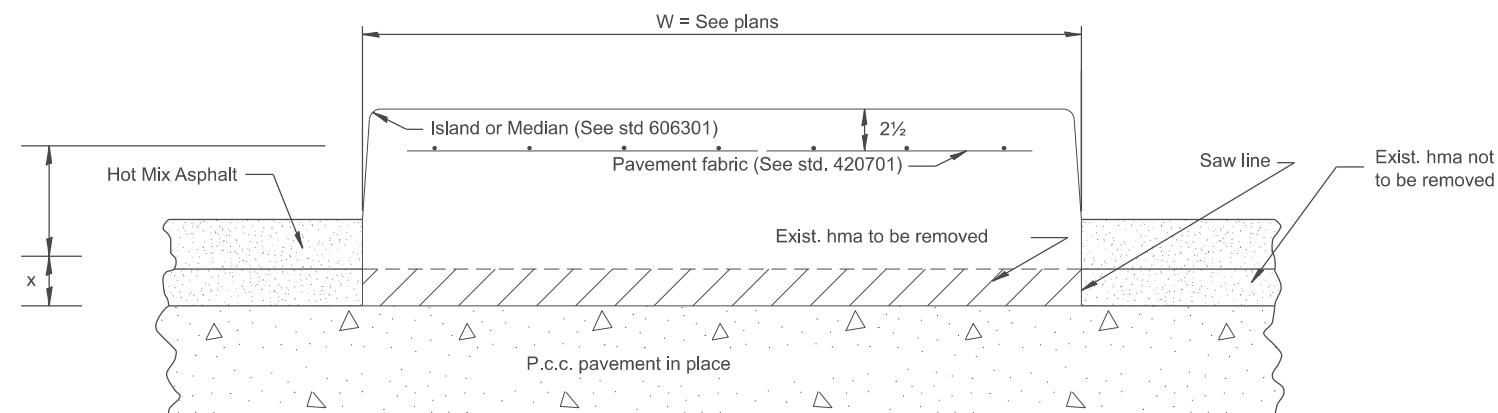 W = See plans
Island or Median (See std 606301)
2½
Pavement fabric (See std. 420701)
Hot Mix Asphalt
Saw line
Exist. hma not
to be removed
Exist. hma to be removed
x
P.c.c. pavement in place